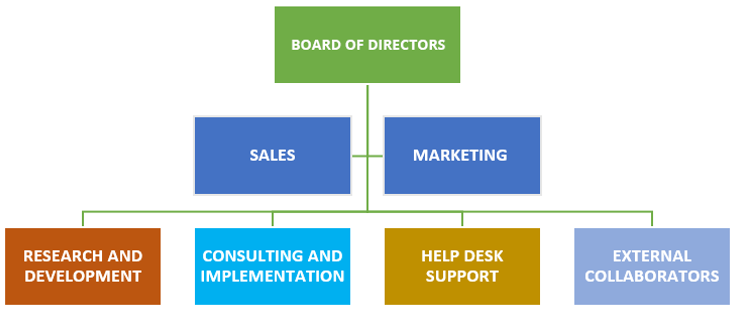 BOARD OF DIRECTORS
SALES
MARKETING
RESEARCH AND
DEVELOPMENT
CONSULTING AND
IMPLEMENTATION
HELP DESK
SUPPORT
EXTERNAL
COLLABORATORS